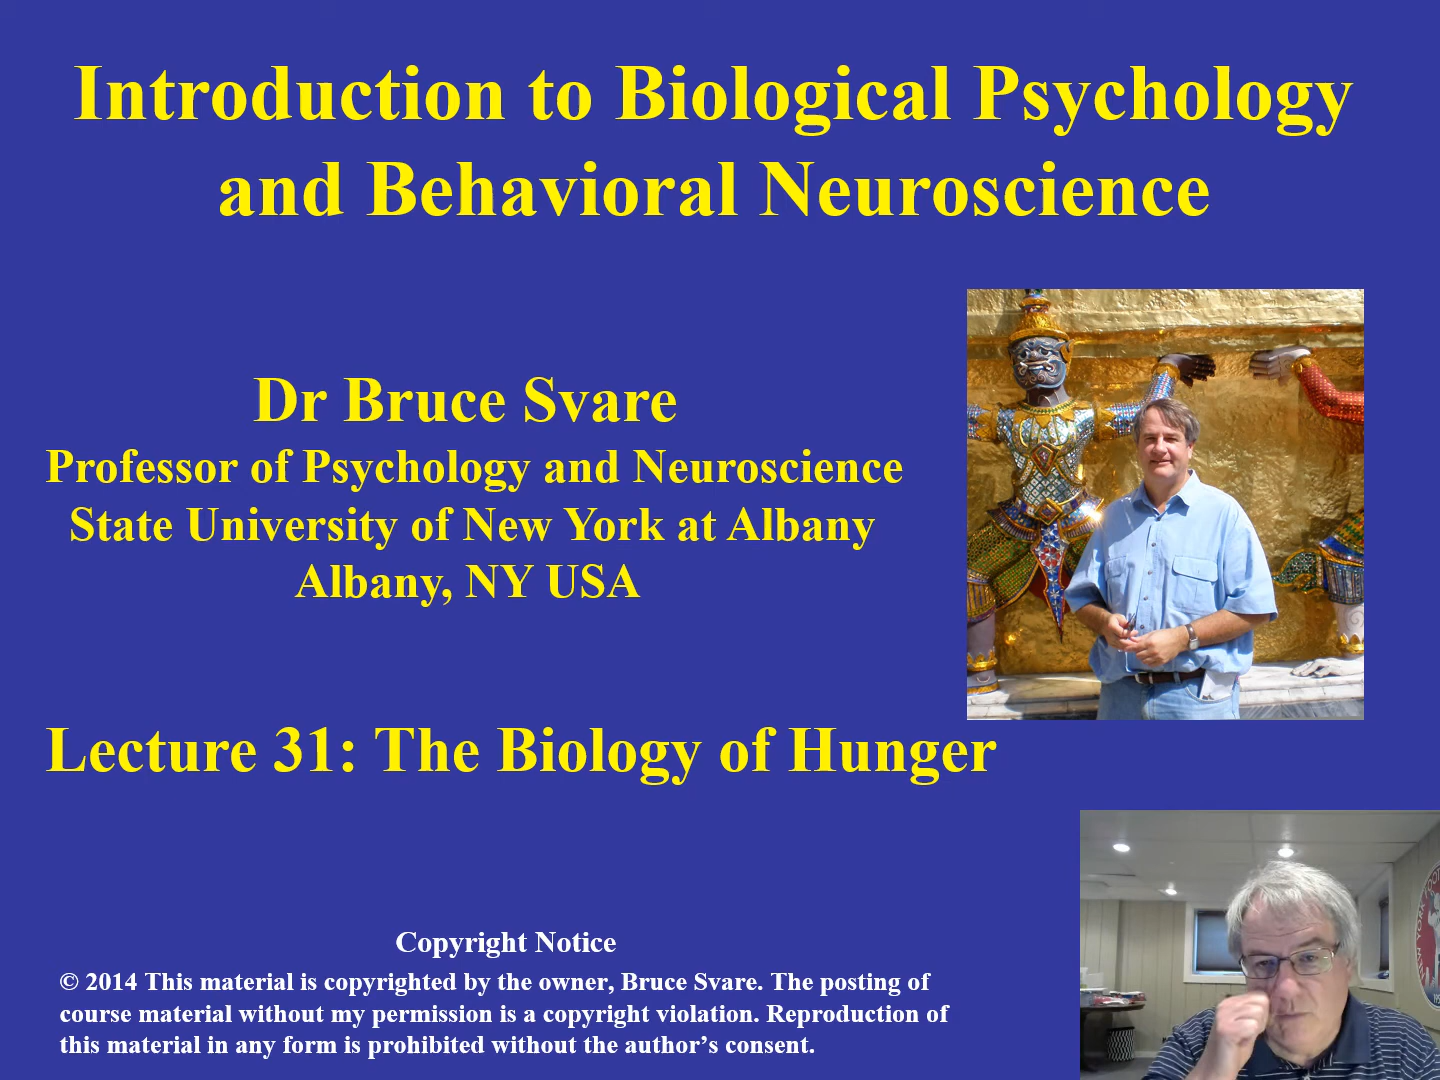 Introduction to Biological Psychology
and Behavioral Neuroscience
Dr Bruce Svare
Professor of Psychology and Neuroscience
State University of New York at Albany
Albany, NY USA
Lecture 31: The Biology of Hunger
Copyright Notice
© 2014 This material is copyrighted by the owner, Bruce Svare. The posting of
course material without my permission is a copyright violation. Reproduction of
this material in any form is prohibited without the author’s consent.